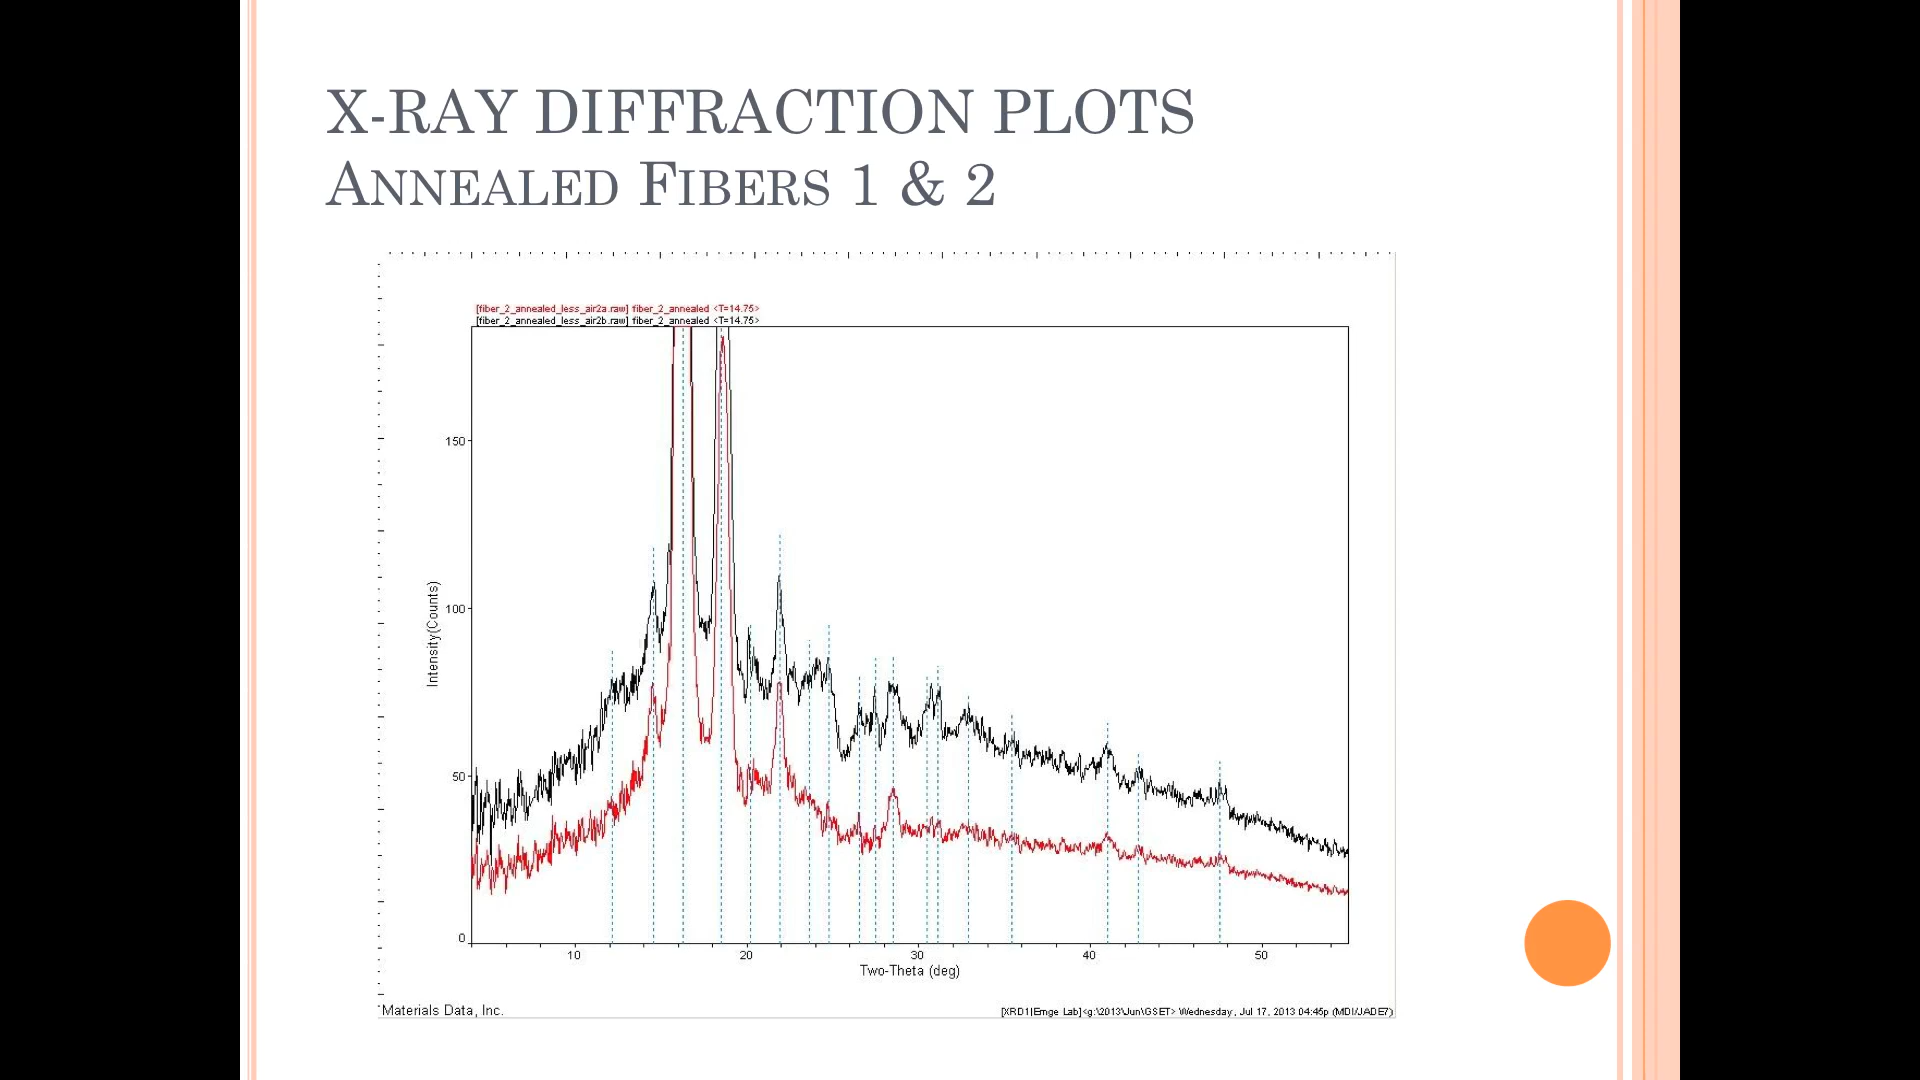 X-RAY DIFFRACTION PLOTS
ANNEALED FIBERS 1 & 2
[fiber_2_annealed_less_air2a.raw] fiber_2_annealed <T=14.75>
[fiber_2_annealed_less_air2b.raw] fiber_2_annealed <T=14.75>
150
100
50
0
Intensity(Counts)
10 20 30 40 50
Two-Theta (deg)
Materials Data, Inc.
[XRD1|Emge Lab]<g:\2013\Jun\GSET> Wednesday, Jul 17, 2013 04:46p (MDI/JADE7)